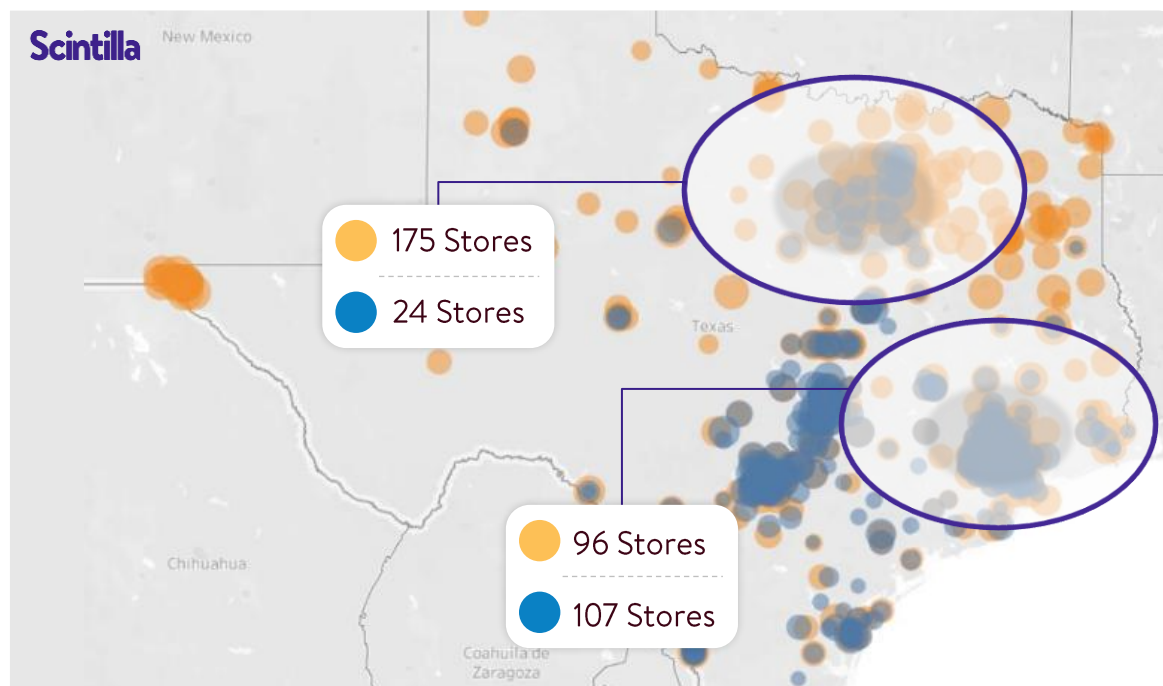 Scintilla
New Mexico
175 Stores
24 Stores
Texas
96 Stores
107 Stores
Chihuahua
Coahuila de
Zaragoza